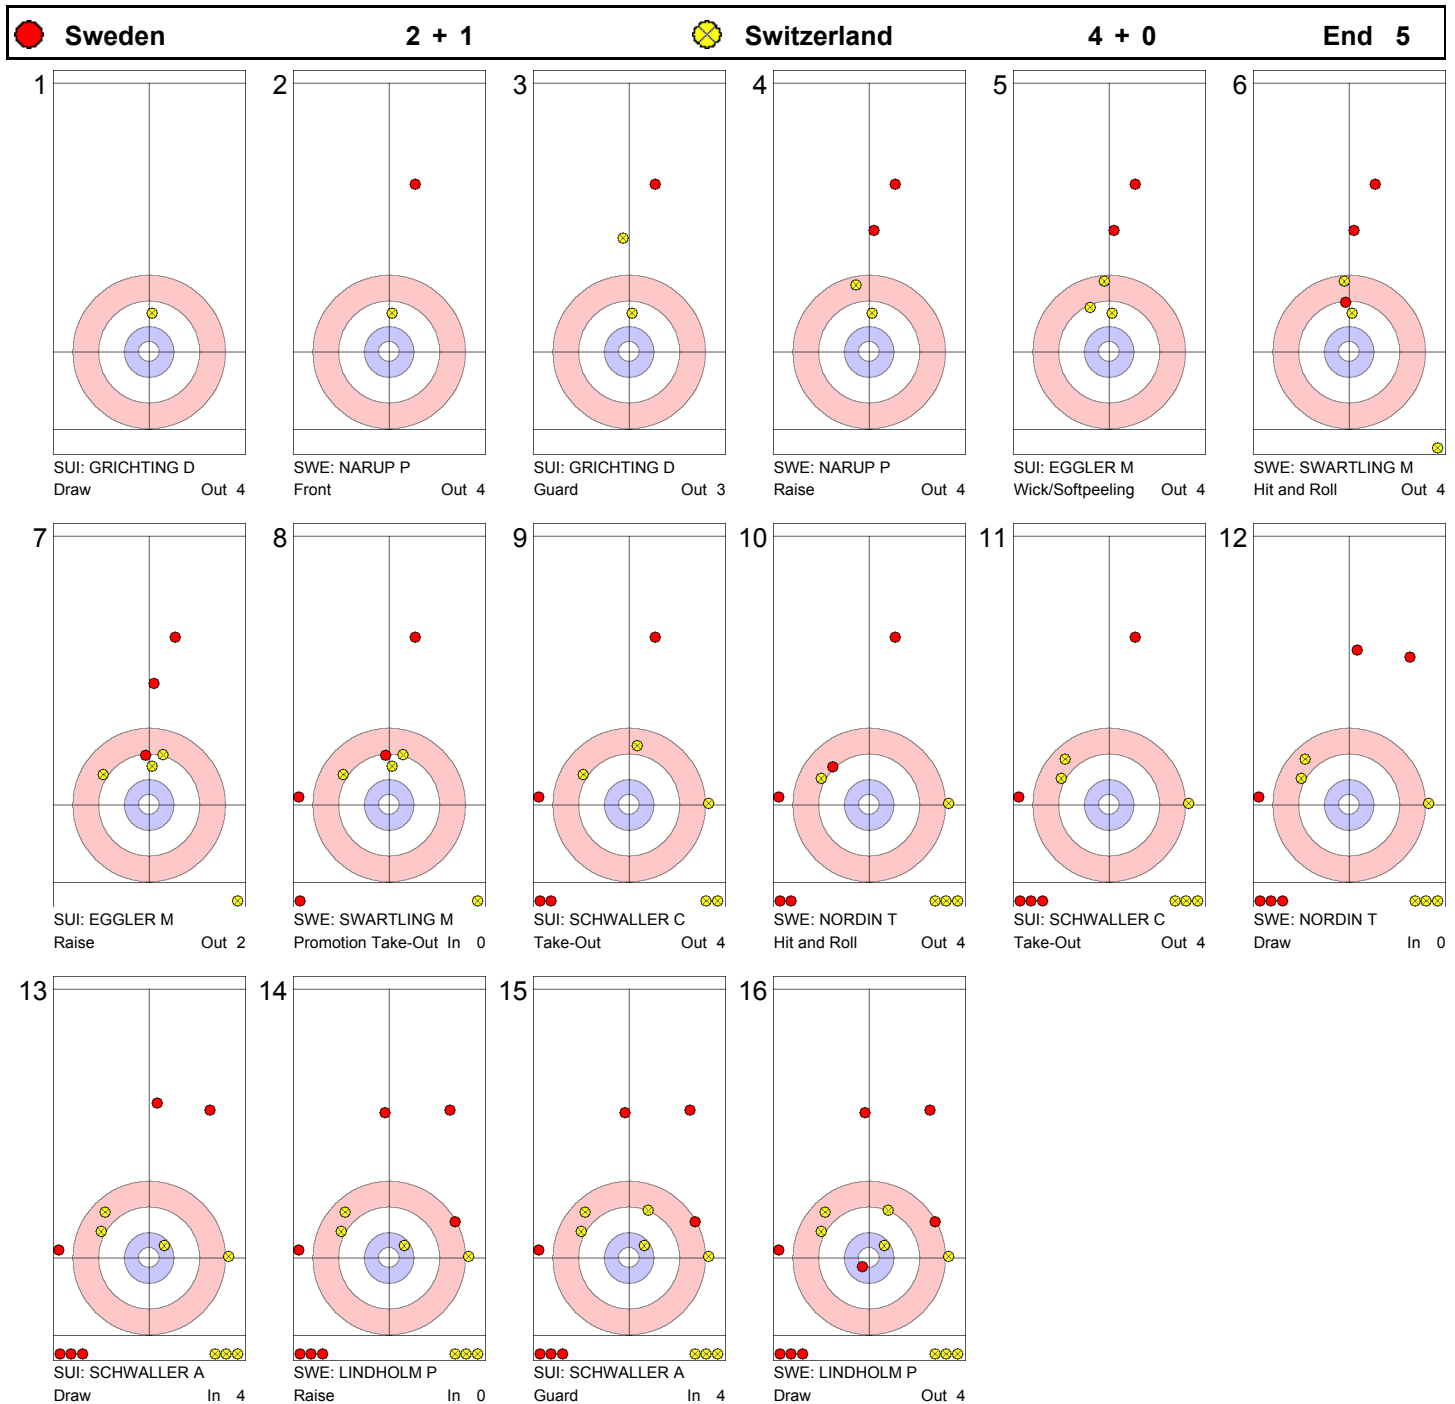 Sweden 2 + 1 Switzerland 4 + 0 End 5
1 2 3 4 5 6
SUI: GRICHTING D SWE: NARUP P SUI: GRICHTING D SWE: NARUP P SUI: EGGLER M SWE: SWARTLING M
Draw Out 4 Front Out 4 Guard Out 3 Raise Out 4 Wick/Softpeeling Out 4 Hit and Roll Out 4
7 8 9 10 11 12
SUI: EGGLER M SWE: SWARTLING M SUI: SCHWALLER C SWE: NORDIN T SUI: SCHWALLER C SWE: NORDIN T
Raise Out 2 Promotion Take-Out In 0 Take-Out Out 4 Hit and Roll Out 4 Take-Out Out 4 Draw In 0
13 14 15 16
SUI: SCHWALLER A SWE: LINDHOLM P SUI: SCHWALLER A SWE: LINDHOLM P
Draw In 4 Raise In 0 Guard In 4 Draw Out 4